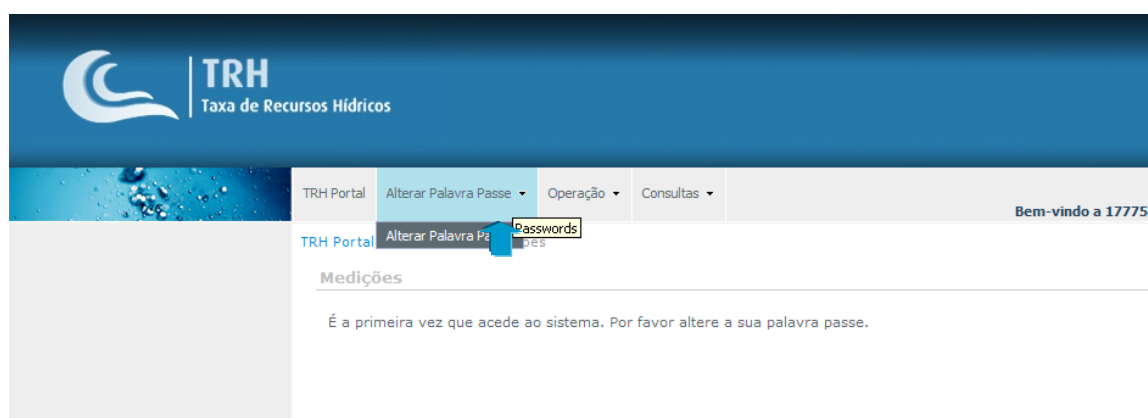 TRH
Taxa de Recursos Hídricos
TRH Portal Alterar Palavra Passe Operação Consultas
Bem-vindo a 17775
Passwords
TRH Portal Alterar Palavra
Medições
É a primeira vez que acede ao sistema. Por favor altere a sua palavra passe.